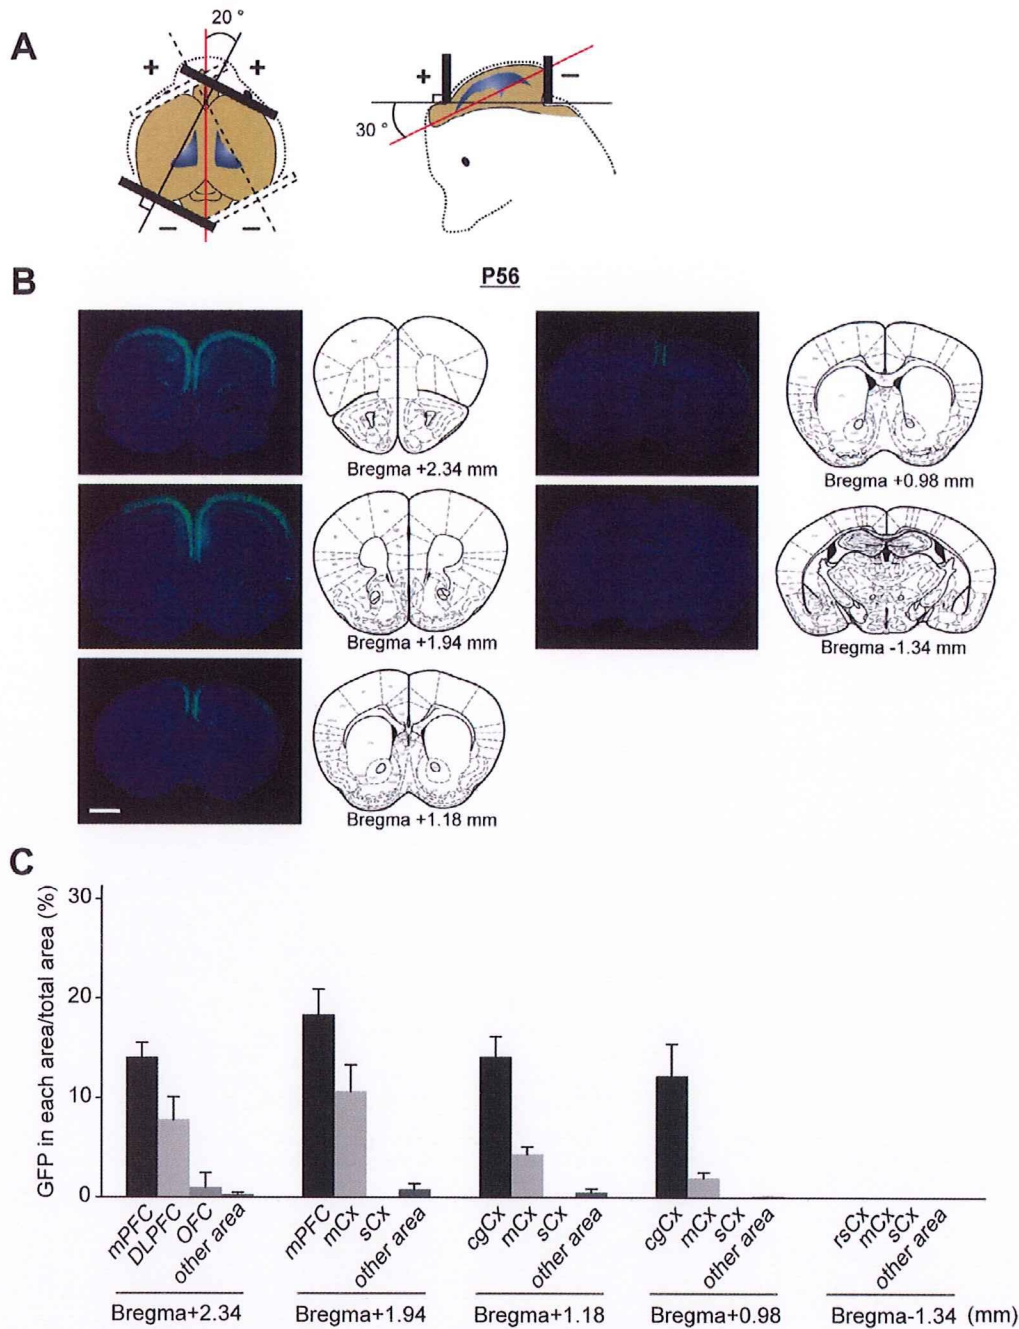 A
20 °
+ +
− −
+ −
30 °
B
P56
Bregma +2.34 mm
Bregma +0.98 mm
Bregma +1.94 mm
Bregma -1.34 mm
Bregma +1.18 mm
C
GFP in each area/total area (%)
30
20
10
0
mPFC
DLPFC
OFC
other area
mPFC
mCx
sCx
other area
cgCx
mCx
sCx
other area
cgCx
mCx
sCx
other area
rsCx
mCx
sCx
other area
Bregma+2.34
Bregma+1.94
Bregma+1.18
Bregma+0.98
Bregma-1.34 (mm)